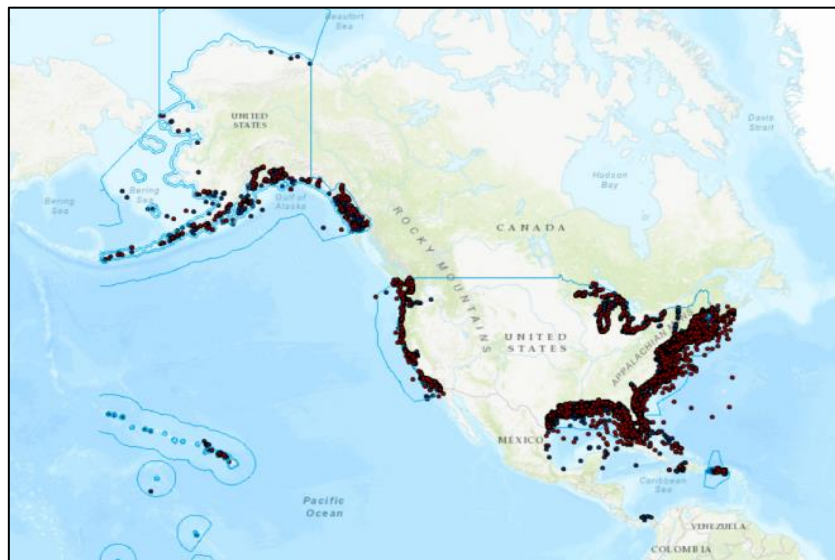 Beaufort
Sea
UNITED
STATES
Davis
Strait
Hudson
Bay
Bering
Sea
Bering
Sea
Gulf of
Alaska
ROCKY MOUNTAINS
CANADA
UNITED
STATES
APPALACHIAN
MÉXICO
Caribbean
Sea
Pacific
Ocean
VENEZUELA
COLOMBIA